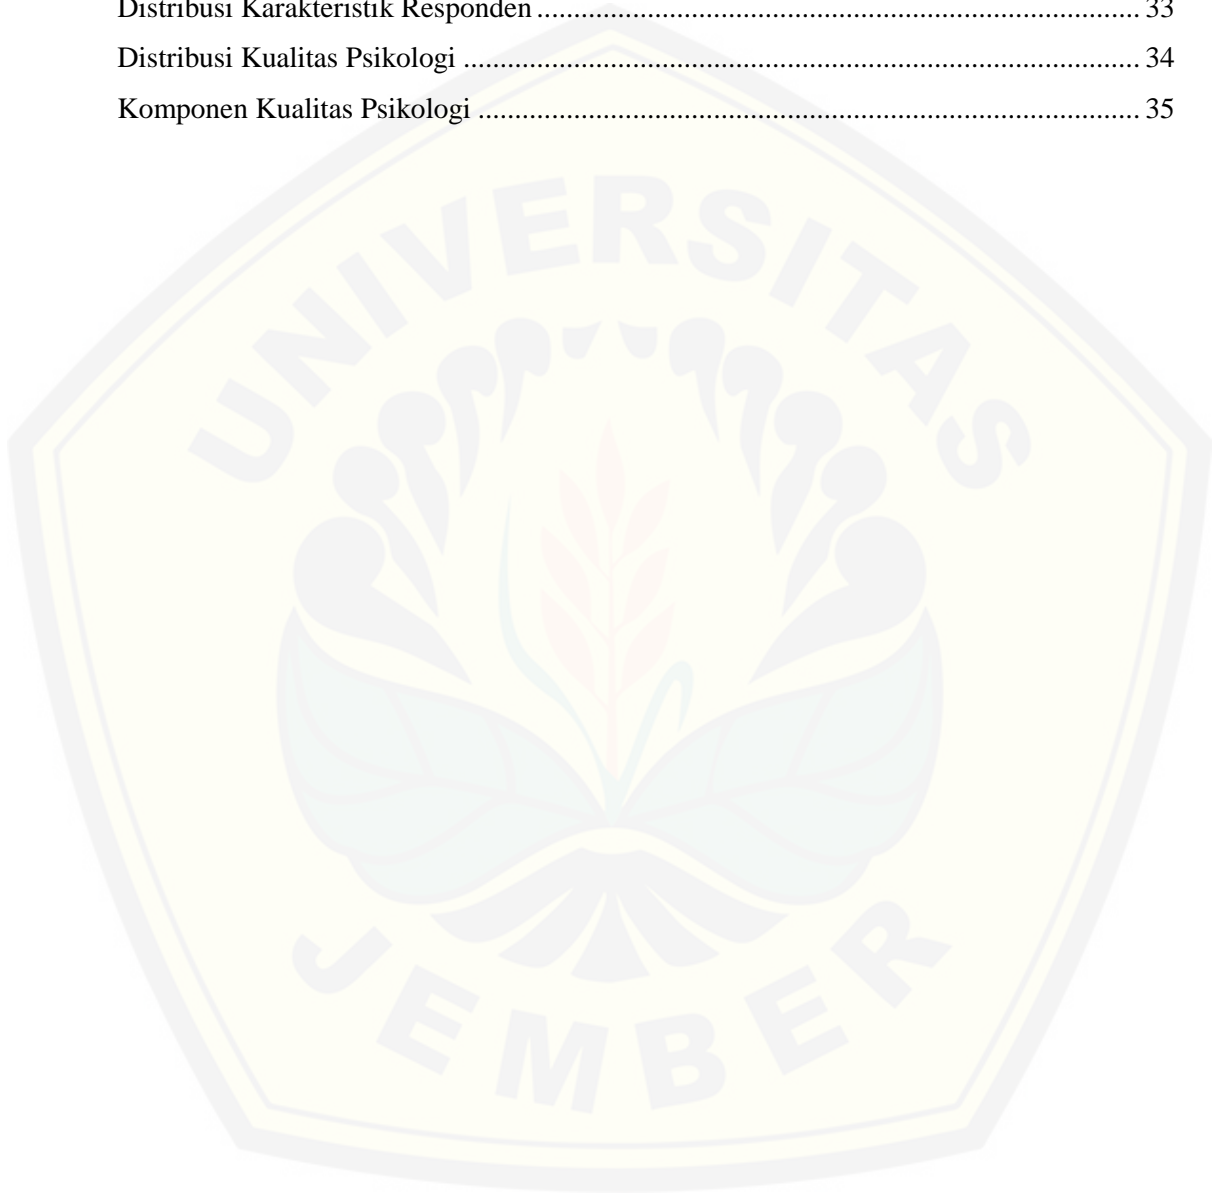 Distribusi Karakteristik Responden .......... 33
Distribusi Kualitas Psikologi .......... 34
Komponen Kualitas Psikologi .......... 35
UNIVERSITAS
JEMBER